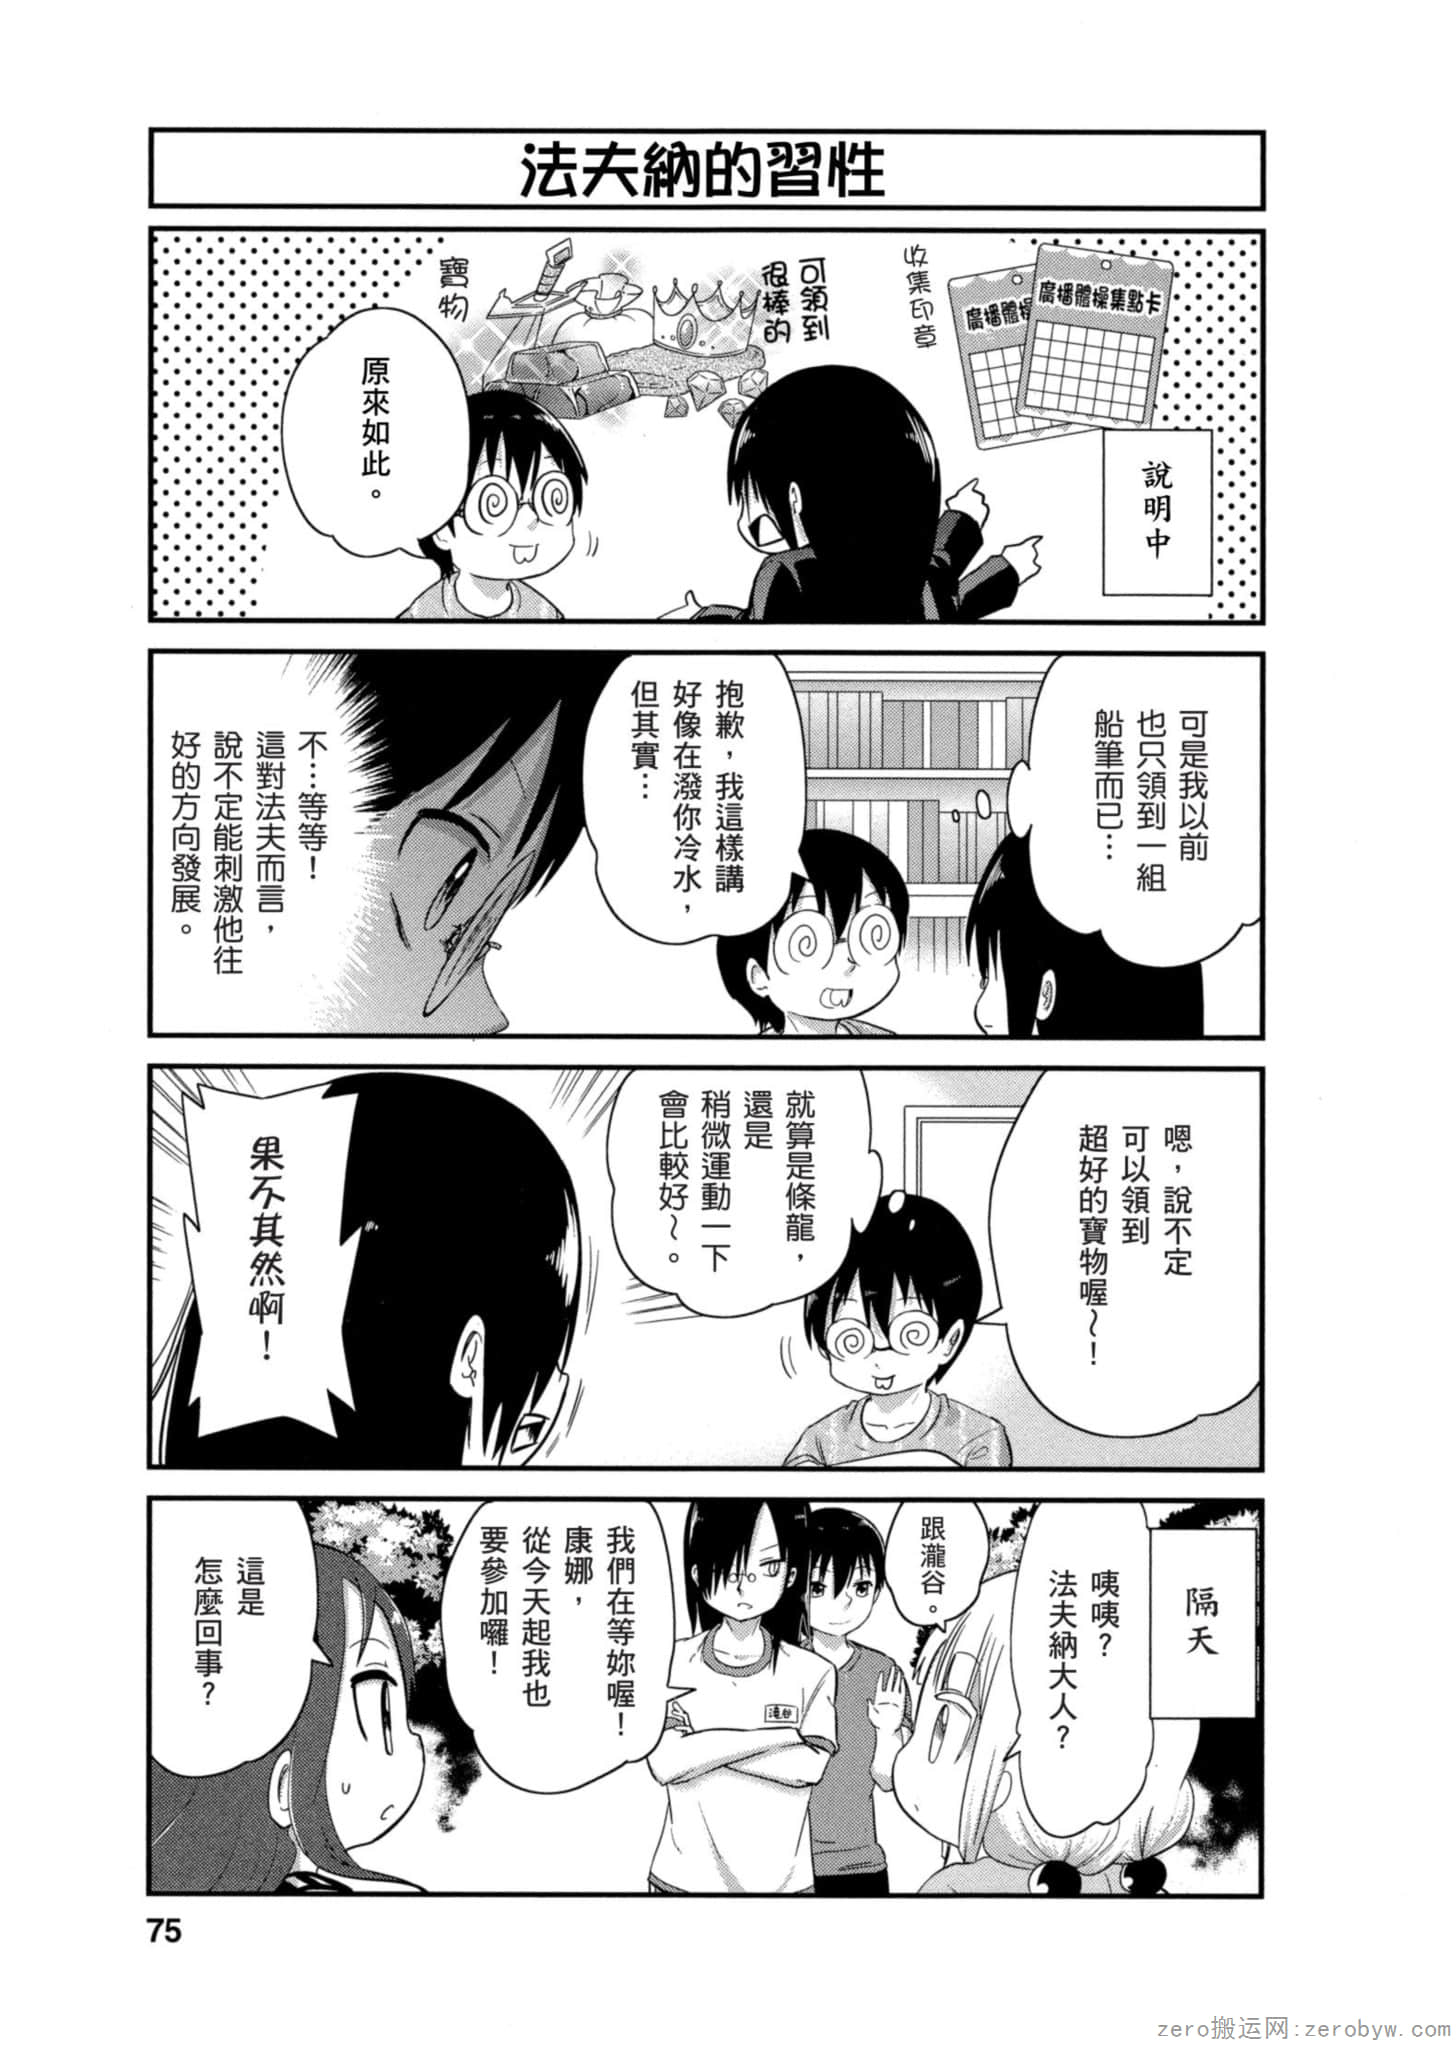 法夫納的習性
廣播體操集點卡
廣播體操
收集印章
可領到
很棒的
寶物
說明中
原來如此。
可是我以前
也只領到一組
船筆而已…
抱歉，我這樣講
好像在潑你冷水，
但其實…
不…等等！
這對法夫而言，
說不定能刺激他往
好的方向發展。
嗯，說不定
可以領到
超好的寶物喔～！
就算是條龍，
還是
稍微運動一下
會比較好～。
果不其然啊！
隔天
咦咦？
法夫納大人？
跟瀧谷。
滝谷
我們在等妳喔！
康娜，
從今天起我也
要參加囉！
這是
怎麼回事？
75
zero搬运网:zerobyw.com